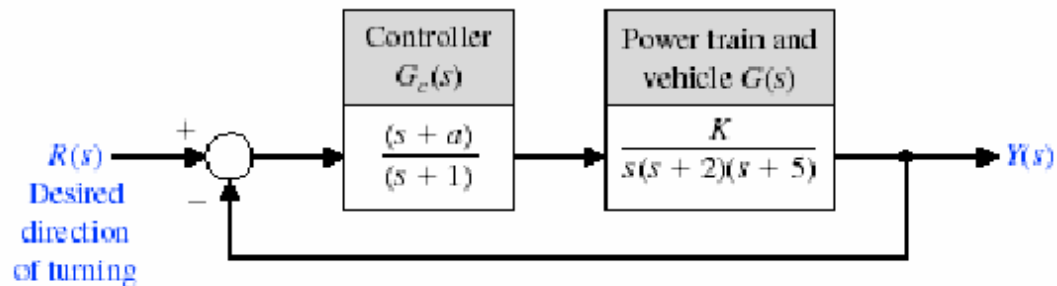 Controller
G_c(s)
(s + a)
(s + 1)
Power train and
vehicle G(s)
K
s(s + 2)(s + 5)
+
−
R(s)
Desired
direction
of turning
Y(s)